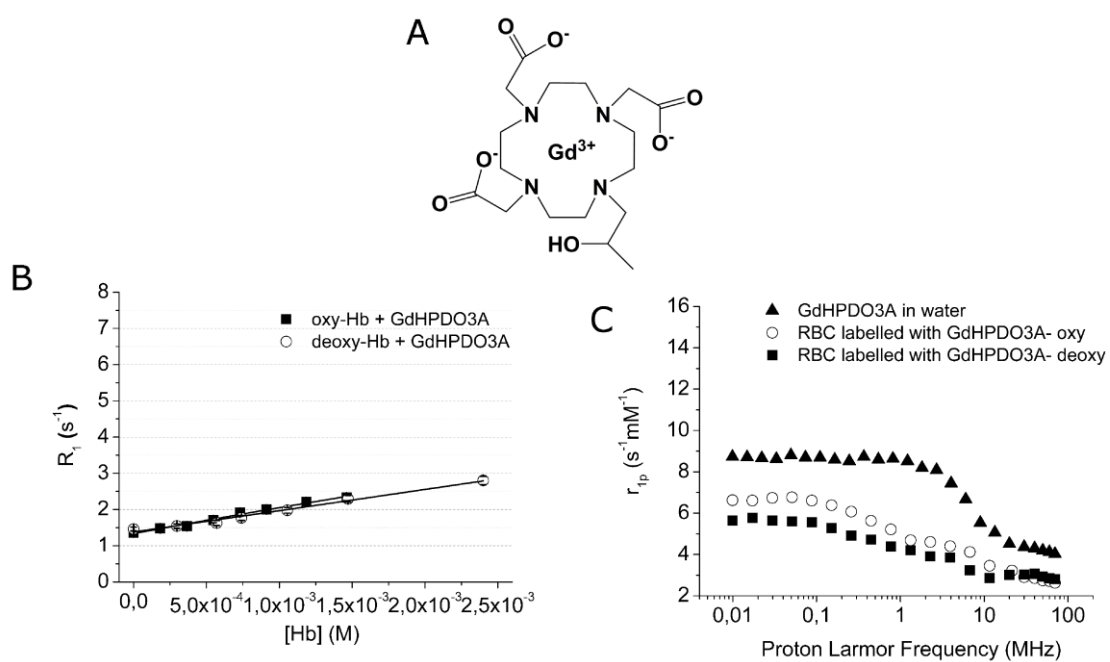 A
O
O-
O
O-
N
N
Gd3+
O-
O
N
N
HO
B
8
7
6
5
4
3
2
1
0
R1 (s-1)
oxy-Hb + GdHPDO3A
deoxy-Hb + GdHPDO3A
0,0 5,0x10-4 1,0x10-3 1,5x10-3 2,0x10-3 2,5x10-3
[Hb] (M)
C
16
14
12
10
8
6
4
2
r1p (s-1mM-1)
GdHPDO3A in water
RBC labelled with GdHPDO3A- oxy
RBC labelled with GdHPDO3A- deoxy
0,01 0,1 1 10 100
Proton Larmor Frequency (MHz)